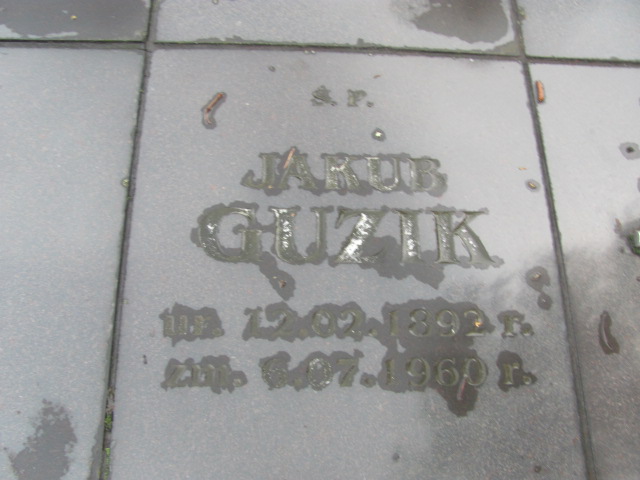 Ś. P.
JAKUB
GUZIK
ur. 12.02.1892 r.
zm. 6.07.1960 r.